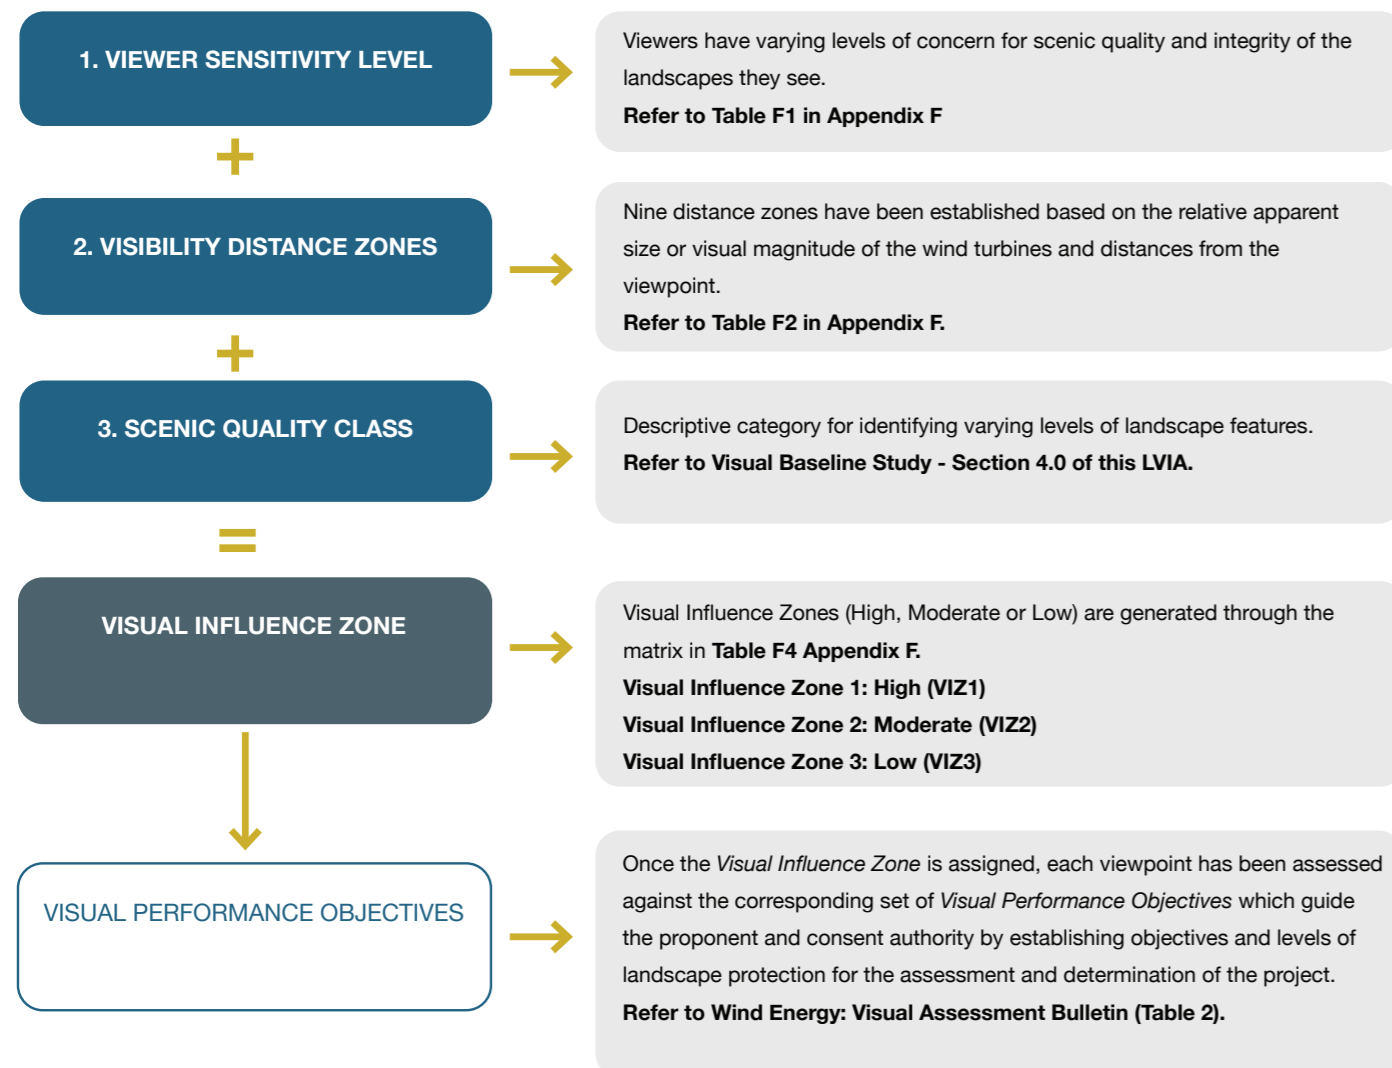 1. VIEWER SENSITIVITY LEVEL
Viewers have varying levels of concern for scenic quality and integrity of the
landscapes they see.
Refer to Table F1 in Appendix F
+
2. VISIBILITY DISTANCE ZONES
Nine distance zones have been established based on the relative apparent
size or visual magnitude of the wind turbines and distances from the
viewpoint.
Refer to Table F2 in Appendix F.
+
3. SCENIC QUALITY CLASS
Descriptive category for identifying varying levels of landscape features.
Refer to Visual Baseline Study - Section 4.0 of this LVIA.
=
VISUAL INFLUENCE ZONE
Visual Influence Zones (High, Moderate or Low) are generated through the
matrix in Table F4 Appendix F.
Visual Influence Zone 1: High (VIZ1)
Visual Influence Zone 2: Moderate (VIZ2)
Visual Influence Zone 3: Low (VIZ3)
VISUAL PERFORMANCE OBJECTIVES
Once the Visual Influence Zone is assigned, each viewpoint has been assessed
against the corresponding set of Visual Performance Objectives which guide
the proponent and consent authority by establishing objectives and levels of
landscape protection for the assessment and determination of the project.
Refer to Wind Energy: Visual Assessment Bulletin (Table 2).